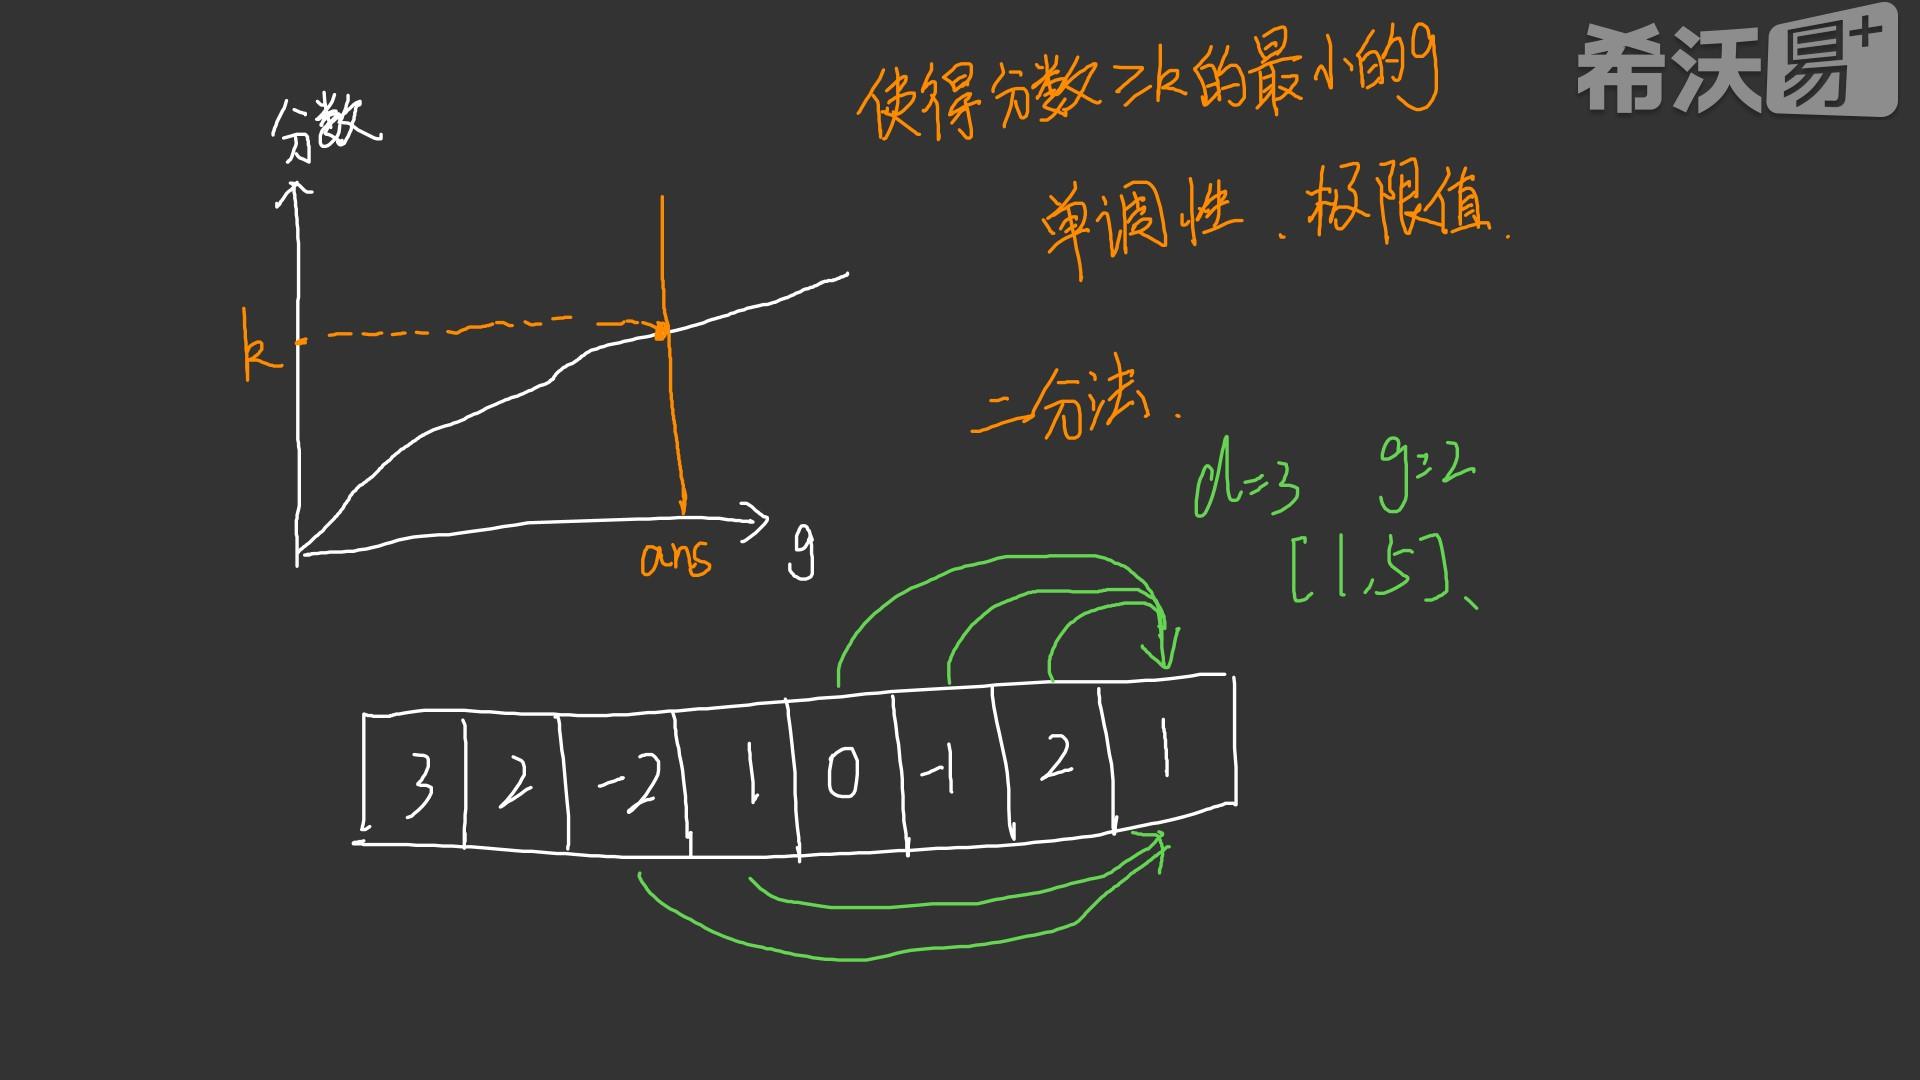 希沃易+
使得分数≥k的最小的g
分数
单调性、极限值.
k
二分法.
d=3 g=2
[1,5]、
ans
g
3 2 -2 1 0 -1 2 1